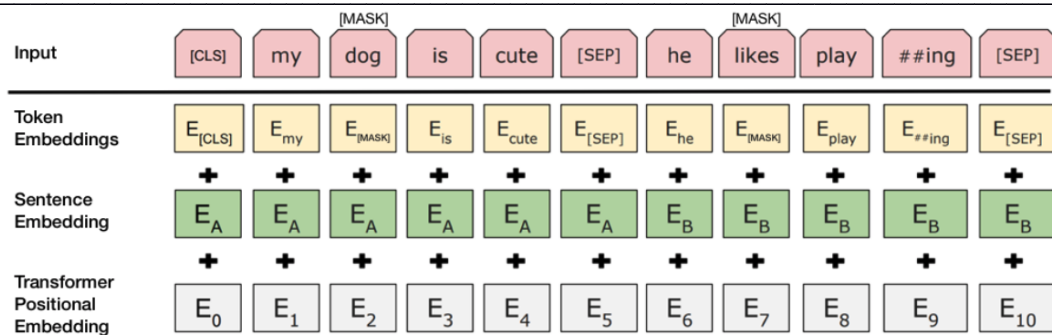 [MASK] [MASK]
Input [CLS] my dog is cute [SEP] he likes play ##ing [SEP]
Token
Embeddings
E[CLS] Emy E[MASK] Eis Ecute E[SEP] Ehe E[MASK] Eplay E##ing E[SEP]
+ + + + + + + + + + +
Sentence
Embedding
EA EA EA EA EA EA EB EB EB EB EB
+ + + + + + + + + + +
Transformer
Positional
Embedding
E0 E1 E2 E3 E4 E5 E6 E7 E8 E9 E10